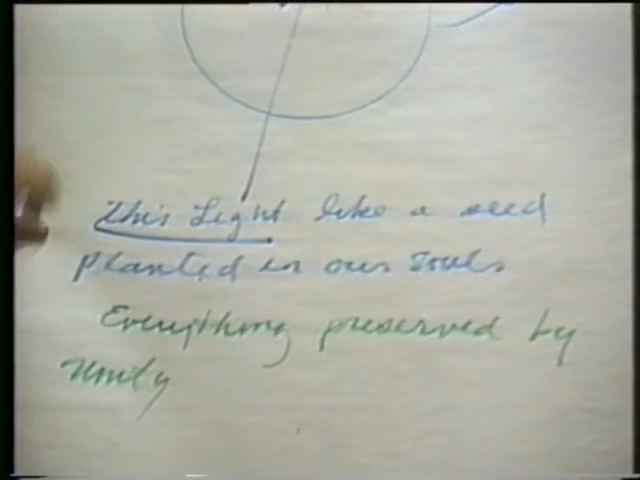 This Light like a seed
planted in our souls
Everything preserved by
Unity